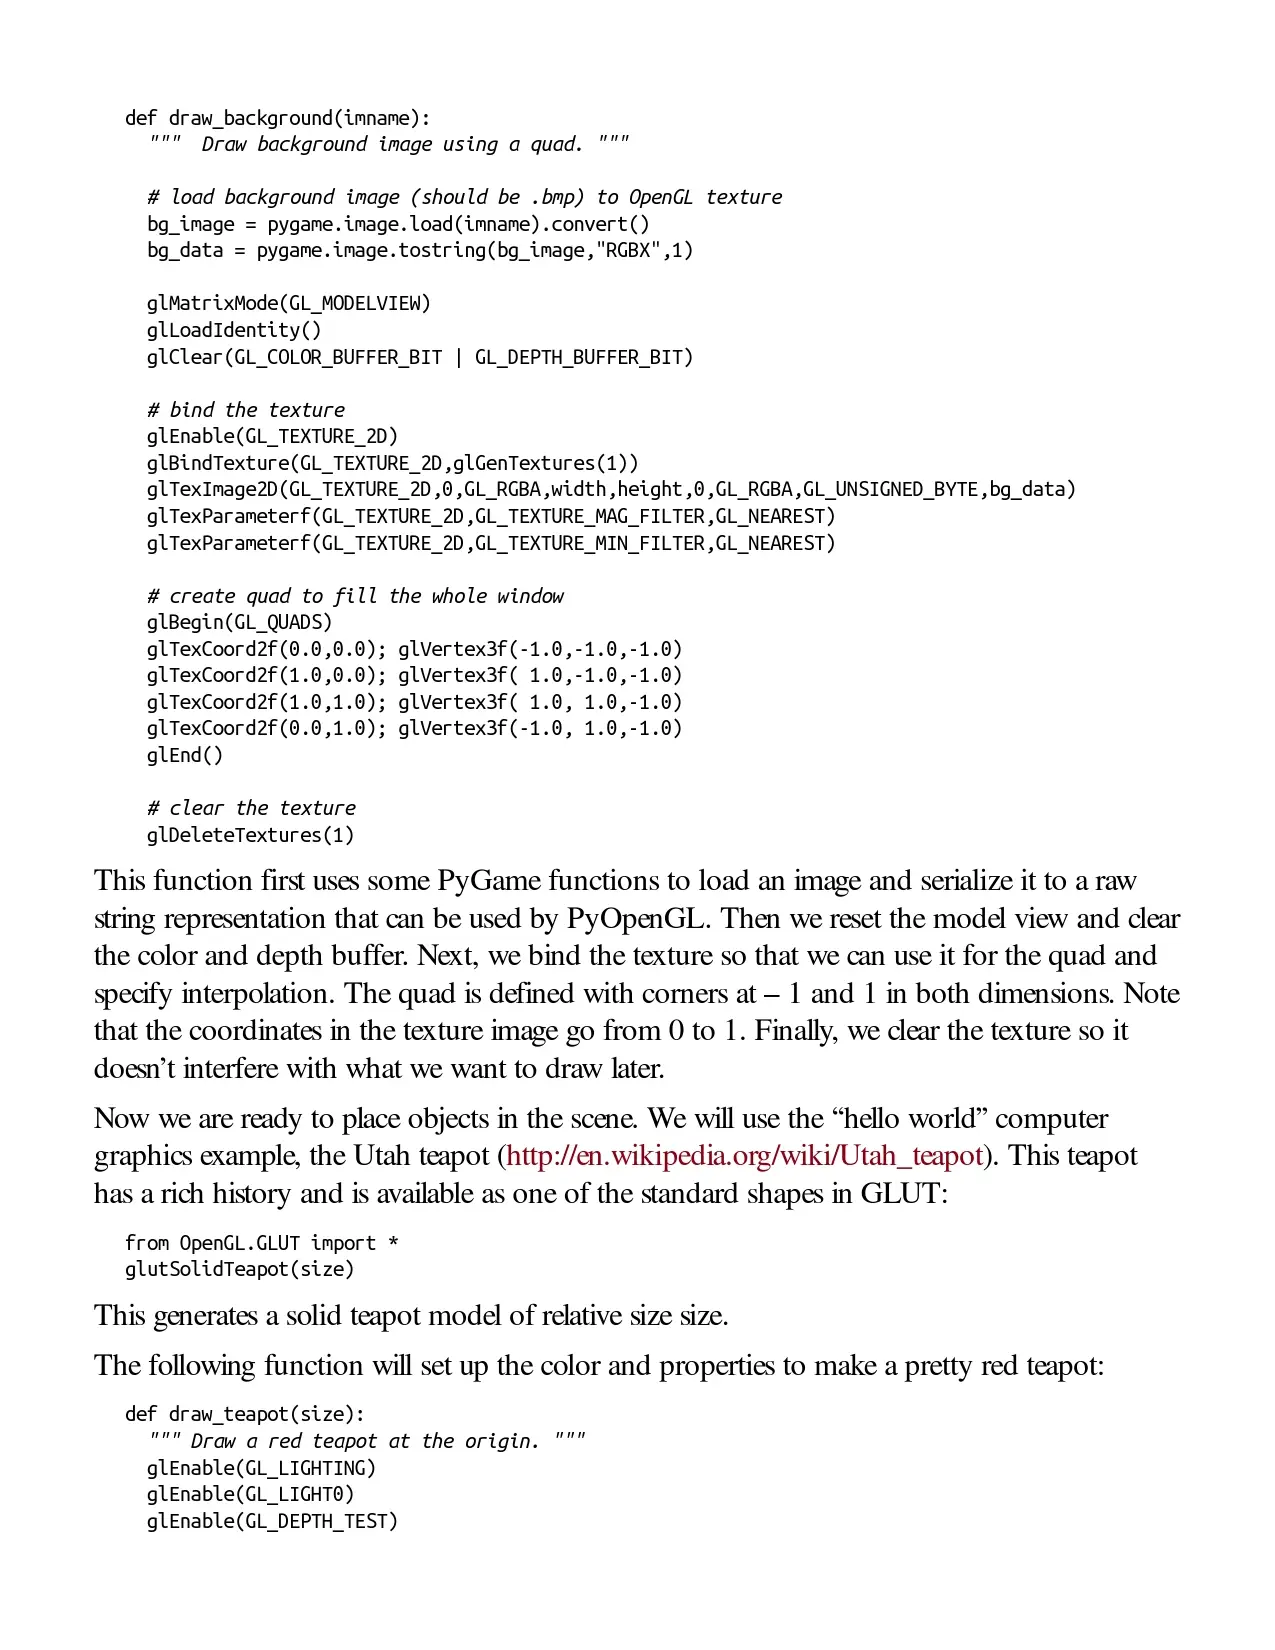 def draw_background(imname):
""" Draw background image using a quad. """
# load background image (should be .bmp) to OpenGL texture
bg_image = pygame.image.load(imname).convert()
bg_data = pygame.image.tostring(bg_image,"RGBX",1)
glMatrixMode(GL_MODELVIEW)
glLoadIdentity()
glClear(GL_COLOR_BUFFER_BIT | GL_DEPTH_BUFFER_BIT)
# bind the texture
glEnable(GL_TEXTURE_2D)
glBindTexture(GL_TEXTURE_2D,glGenTextures(1))
glTexImage2D(GL_TEXTURE_2D,0,GL_RGBA,width,height,0,GL_RGBA,GL_UNSIGNED_BYTE,bg_data)
glTexParameterf(GL_TEXTURE_2D,GL_TEXTURE_MAG_FILTER,GL_NEAREST)
glTexParameterf(GL_TEXTURE_2D,GL_TEXTURE_MIN_FILTER,GL_NEAREST)
# create quad to fill the whole window
glBegin(GL_QUADS)
glTexCoord2f(0.0,0.0); glVertex3f(-1.0,-1.0,-1.0)
glTexCoord2f(1.0,0.0); glVertex3f( 1.0,-1.0,-1.0)
glTexCoord2f(1.0,1.0); glVertex3f( 1.0, 1.0,-1.0)
glTexCoord2f(0.0,1.0); glVertex3f(-1.0, 1.0,-1.0)
glEnd()
# clear the texture
glDeleteTextures(1)
This function first uses some PyGame functions to load an image and serialize it to a raw
string representation that can be used by PyOpenGL. Then we reset the model view and clear
the color and depth buffer. Next, we bind the texture so that we can use it for the quad and
specify interpolation. The quad is defined with corners at – 1 and 1 in both dimensions. Note
that the coordinates in the texture image go from 0 to 1. Finally, we clear the texture so it
doesn’t interfere with what we want to draw later.
Now we are ready to place objects in the scene. We will use the “hello world” computer
graphics example, the Utah teapot (http://en.wikipedia.org/wiki/Utah_teapot). This teapot
has a rich history and is available as one of the standard shapes in GLUT:
from OpenGL.GLUT import *
glutSolidTeapot(size)
This generates a solid teapot model of relative size size.
The following function will set up the color and properties to make a pretty red teapot:
def draw_teapot(size):
""" Draw a red teapot at the origin. """
glEnable(GL_LIGHTING)
glEnable(GL_LIGHT0)
glEnable(GL_DEPTH_TEST)